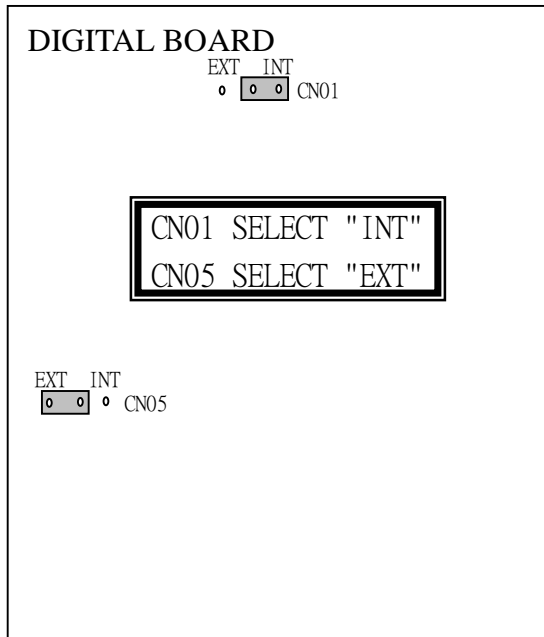 DIGITAL BOARD
EXT INT
CN01
CN01 SELECT "INT"
CN05 SELECT "EXT"
EXT INT
CN05